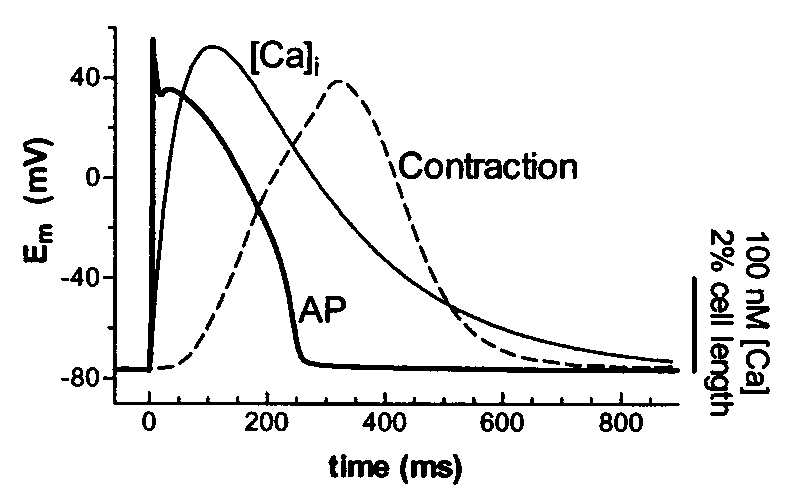 [Ca]i
Contraction
AP
Em (mV)
40
0
-40
-80
0
200
400
600
800
time (ms)
100 nM [Ca]
2% cell length